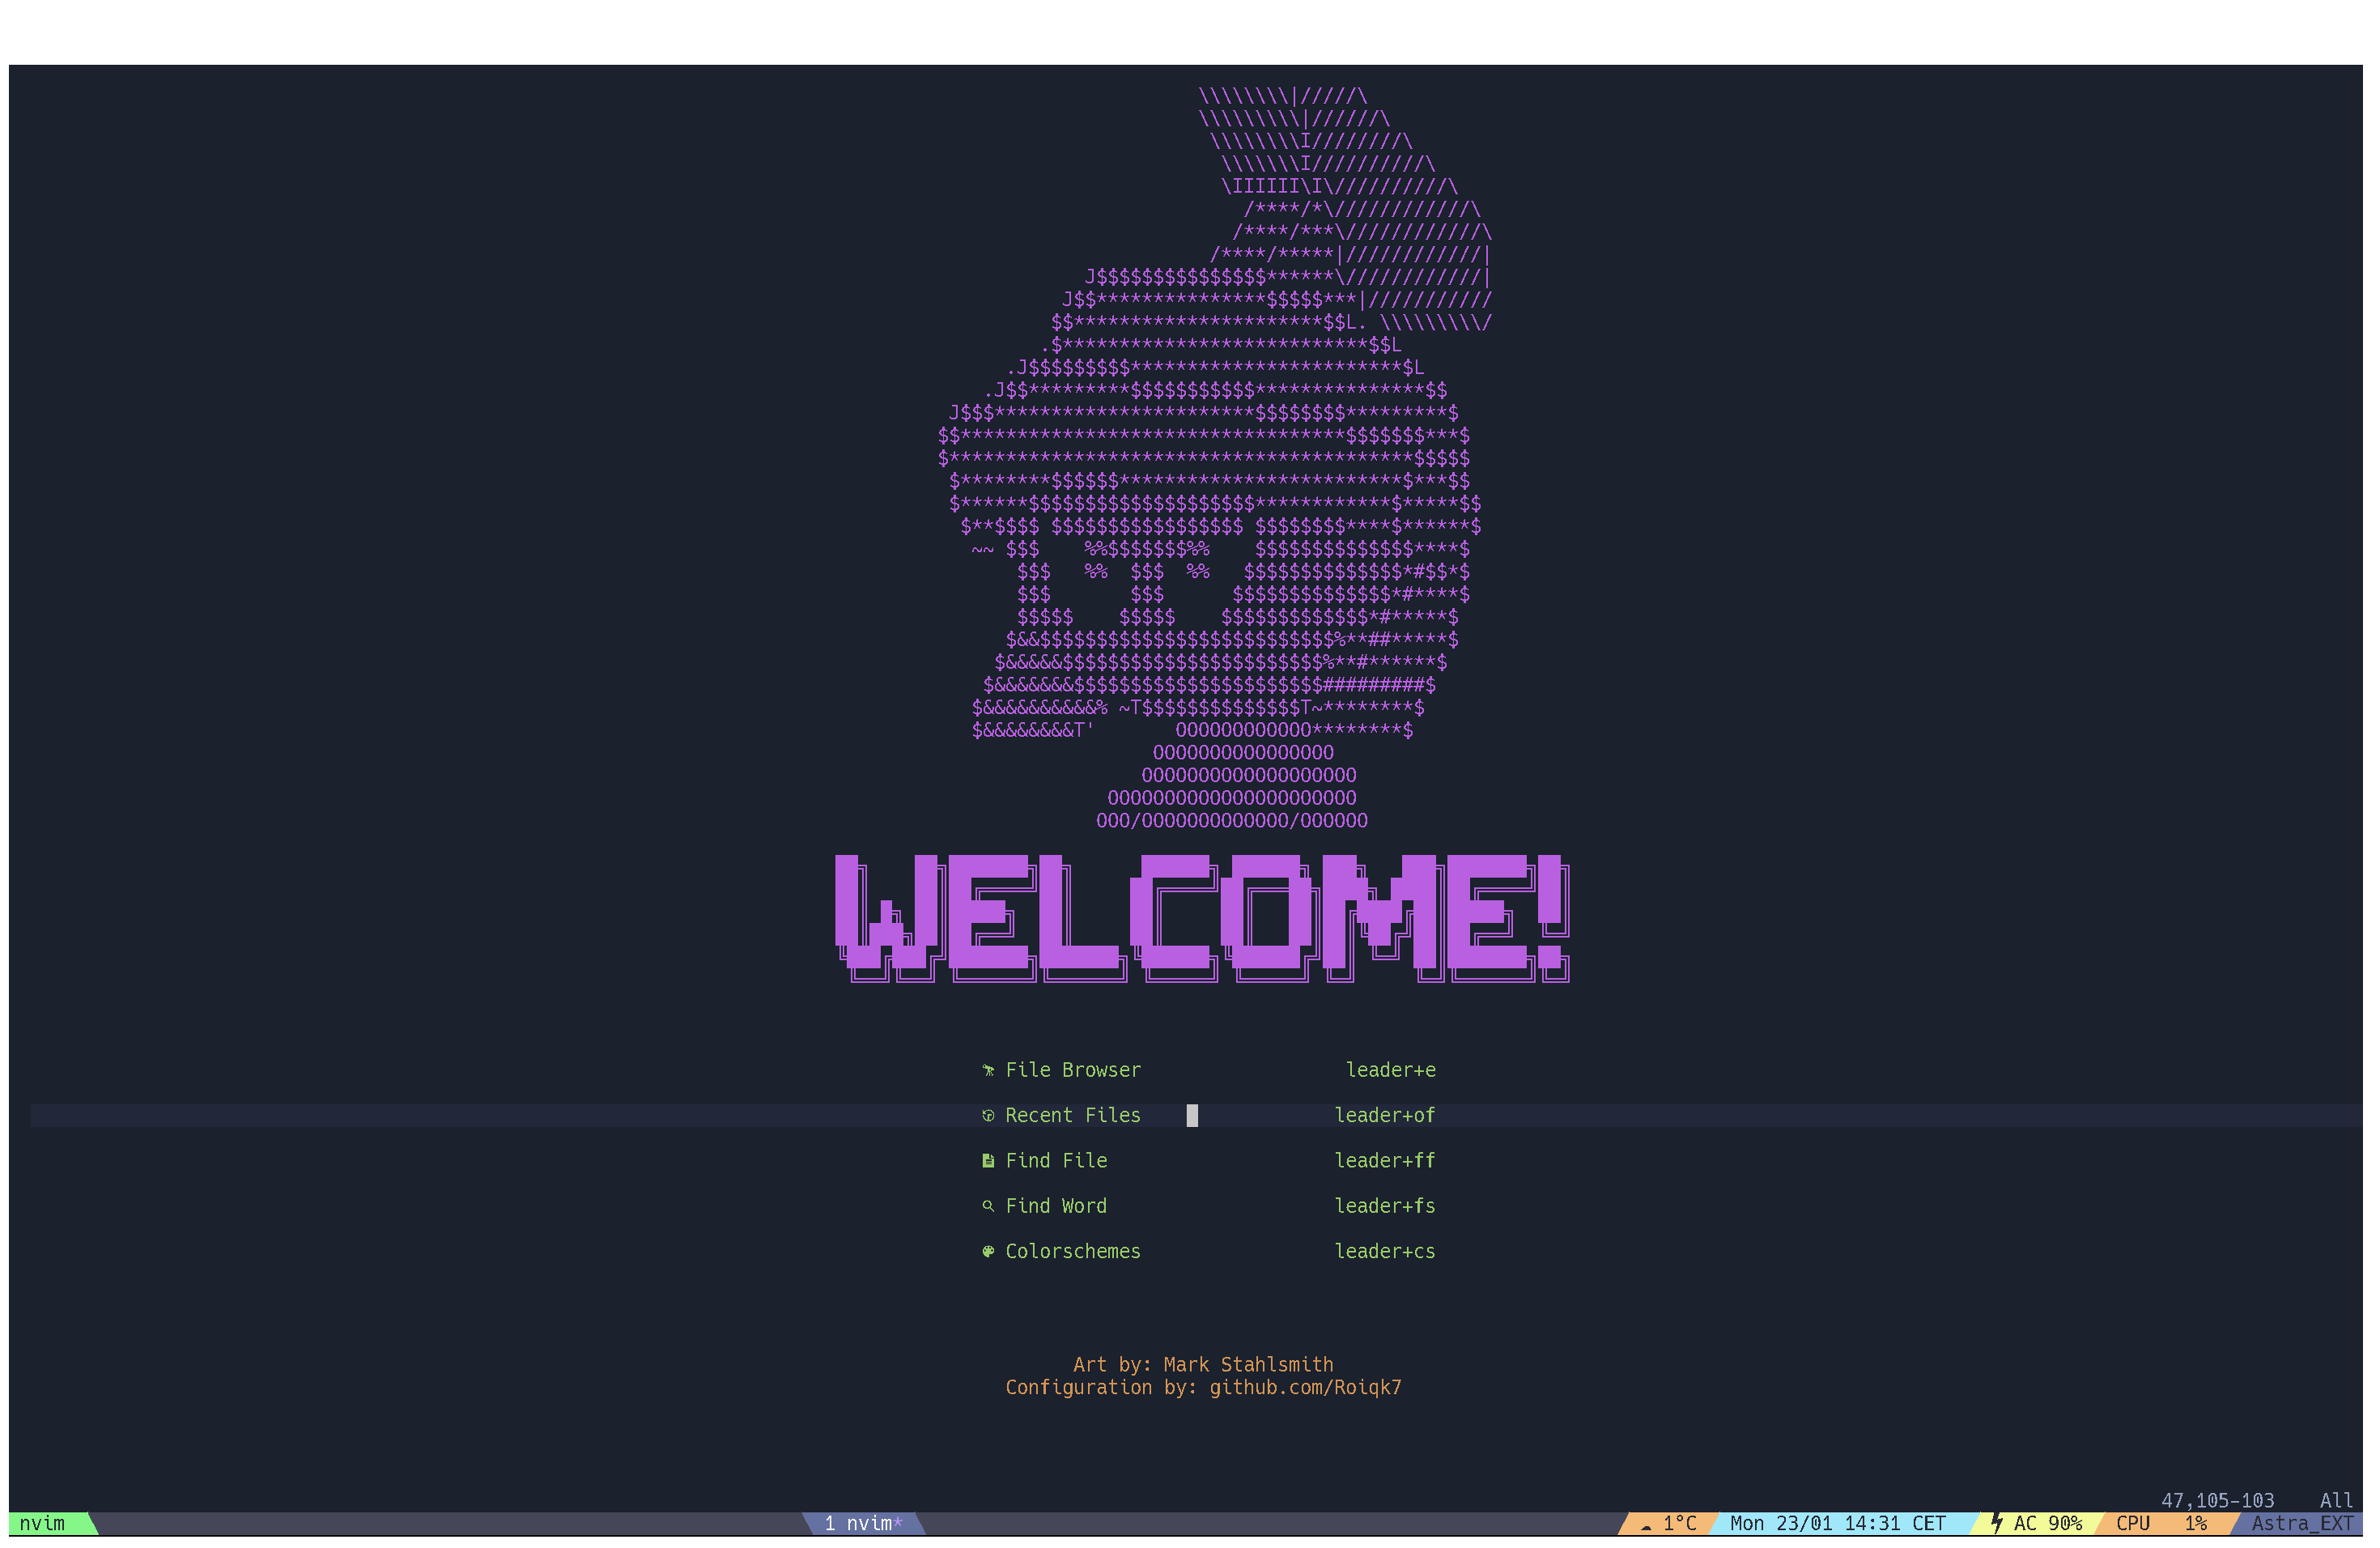 WELCOME!
File Browser leader+e
Recent Files leader+of
Find File leader+ff
Find Word leader+fs
Colorschemes leader+cs
Art by: Mark Stahlsmith
Configuration by: github.com/Roiqk7
47,105-103 All
nvim 1 nvim* 1°C Mon 23/01 14:31 CET AC 90% CPU 1% Astra_EXT